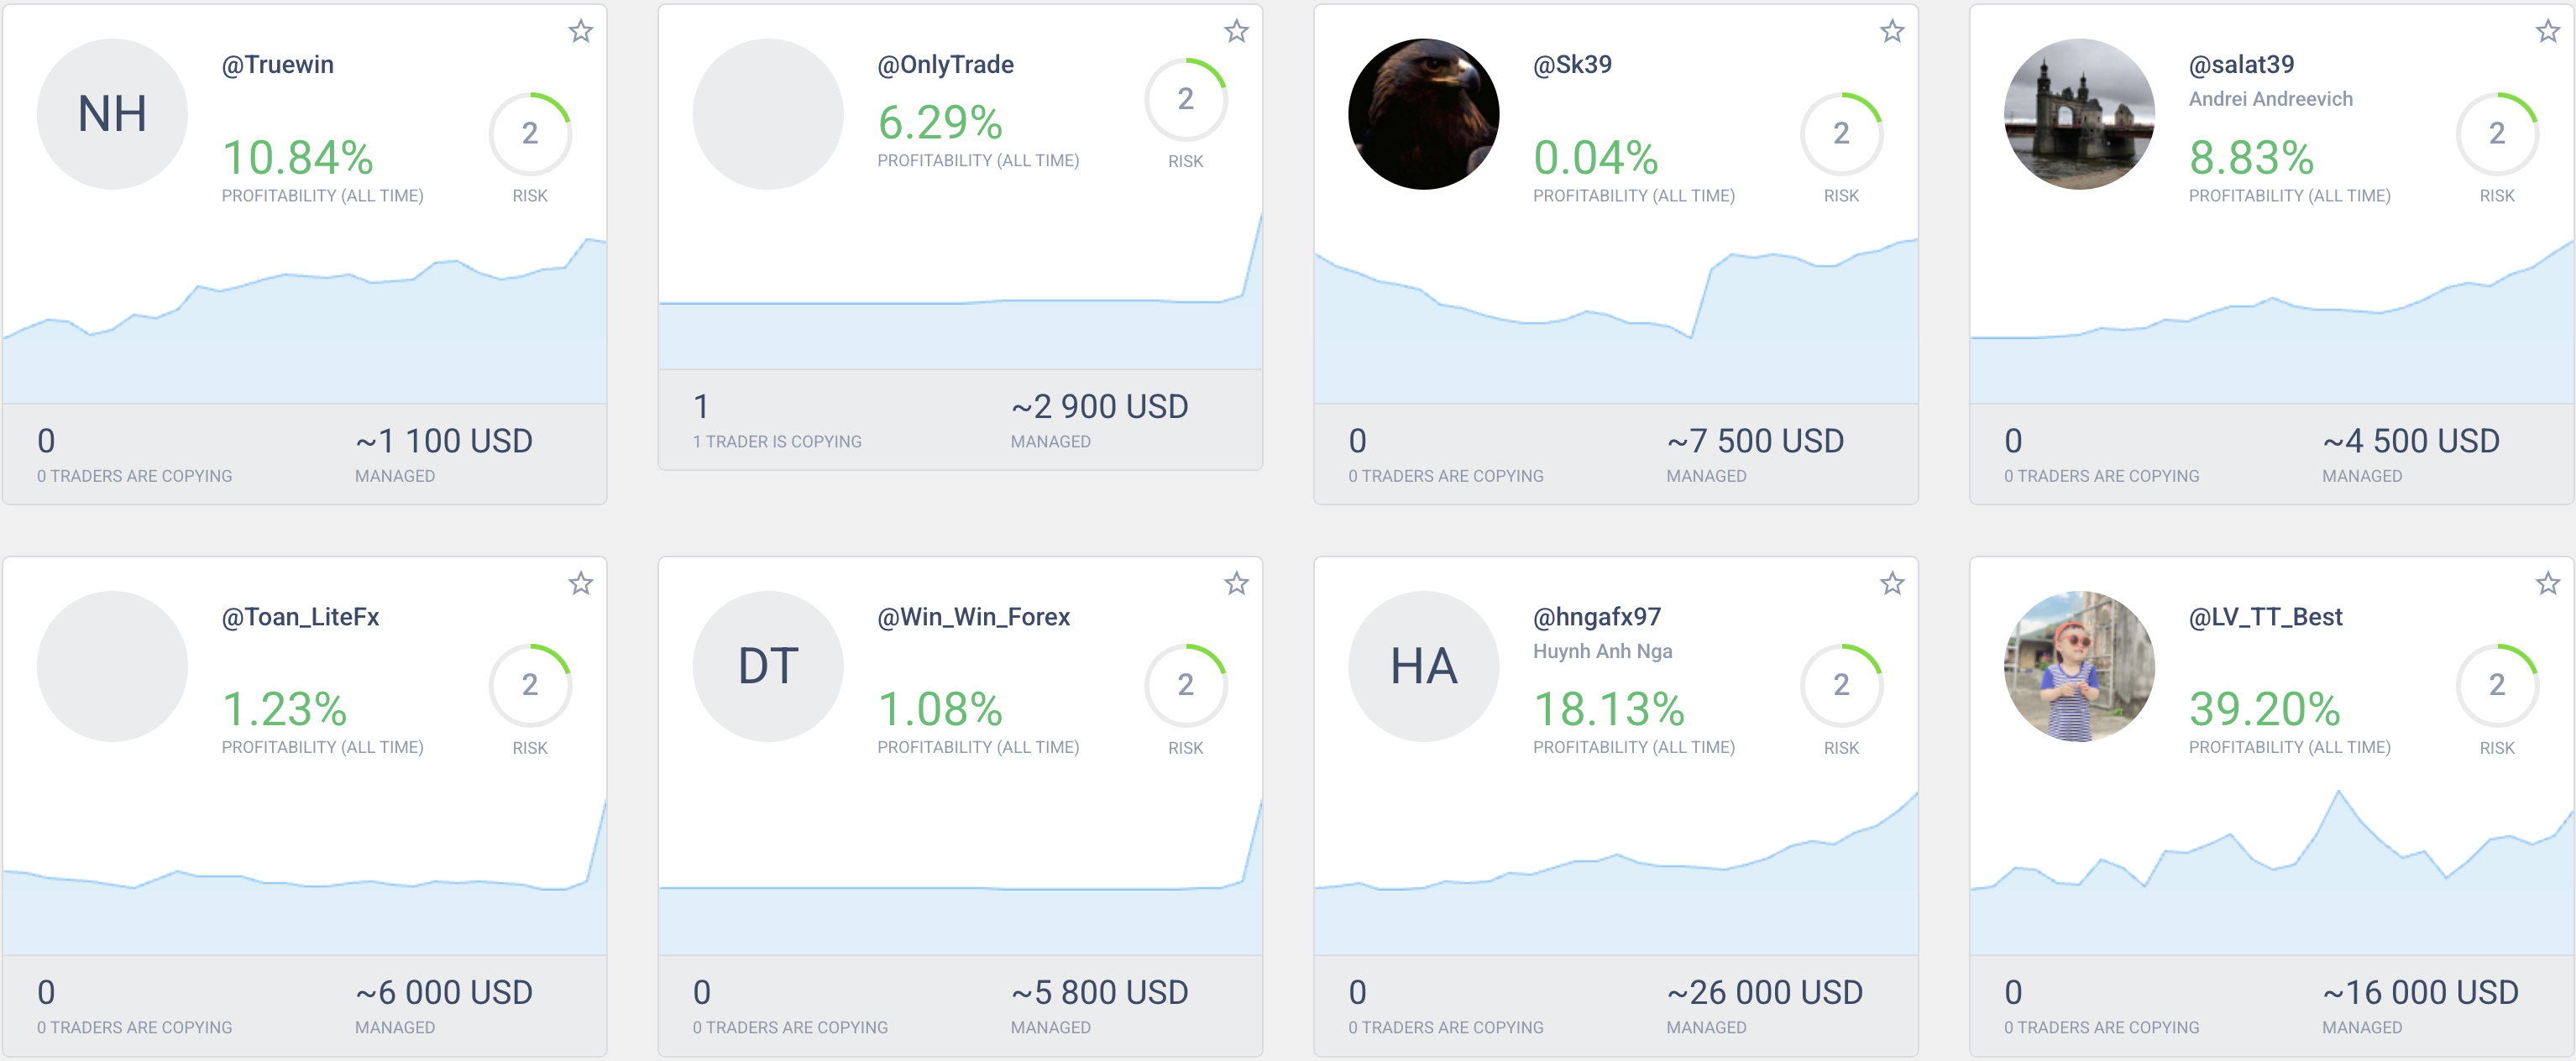 NH
@Truewin
10.84%
PROFITABILITY (ALL TIME)
2
RISK
0
0 TRADERS ARE COPYING
~1 100 USD
MANAGED
@OnlyTrade
6.29%
PROFITABILITY (ALL TIME)
2
RISK
1
1 TRADER IS COPYING
~2 900 USD
MANAGED
@Sk39
0.04%
PROFITABILITY (ALL TIME)
2
RISK
0
0 TRADERS ARE COPYING
~7 500 USD
MANAGED
@salat39
Andrei Andreevich
8.83%
PROFITABILITY (ALL TIME)
2
RISK
0
0 TRADERS ARE COPYING
~4 500 USD
MANAGED
@Toan_LiteFx
1.23%
PROFITABILITY (ALL TIME)
2
RISK
0
0 TRADERS ARE COPYING
~6 000 USD
MANAGED
DT
@Win_Win_Forex
1.08%
PROFITABILITY (ALL TIME)
2
RISK
0
0 TRADERS ARE COPYING
~5 800 USD
MANAGED
HA
@hngafx97
Huynh Anh Nga
18.13%
PROFITABILITY (ALL TIME)
2
RISK
0
0 TRADERS ARE COPYING
~26 000 USD
MANAGED
@LV_TT_Best
39.20%
PROFITABILITY (ALL TIME)
2
RISK
0
0 TRADERS ARE COPYING
~16 000 USD
MANAGED